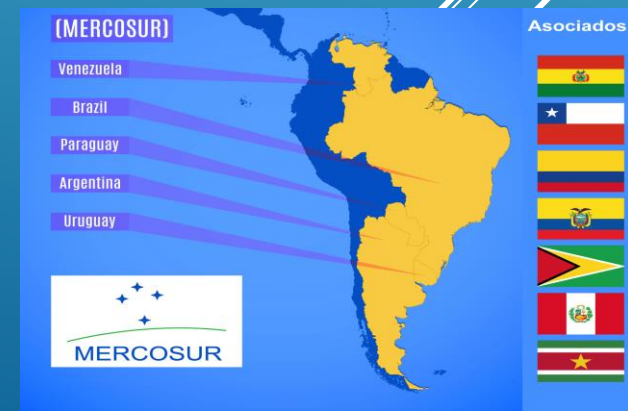 (MERCOSUR)
Asociados
Venezuela
Brazil
Paraguay
Argentina
Uruguay
MERCOSUR